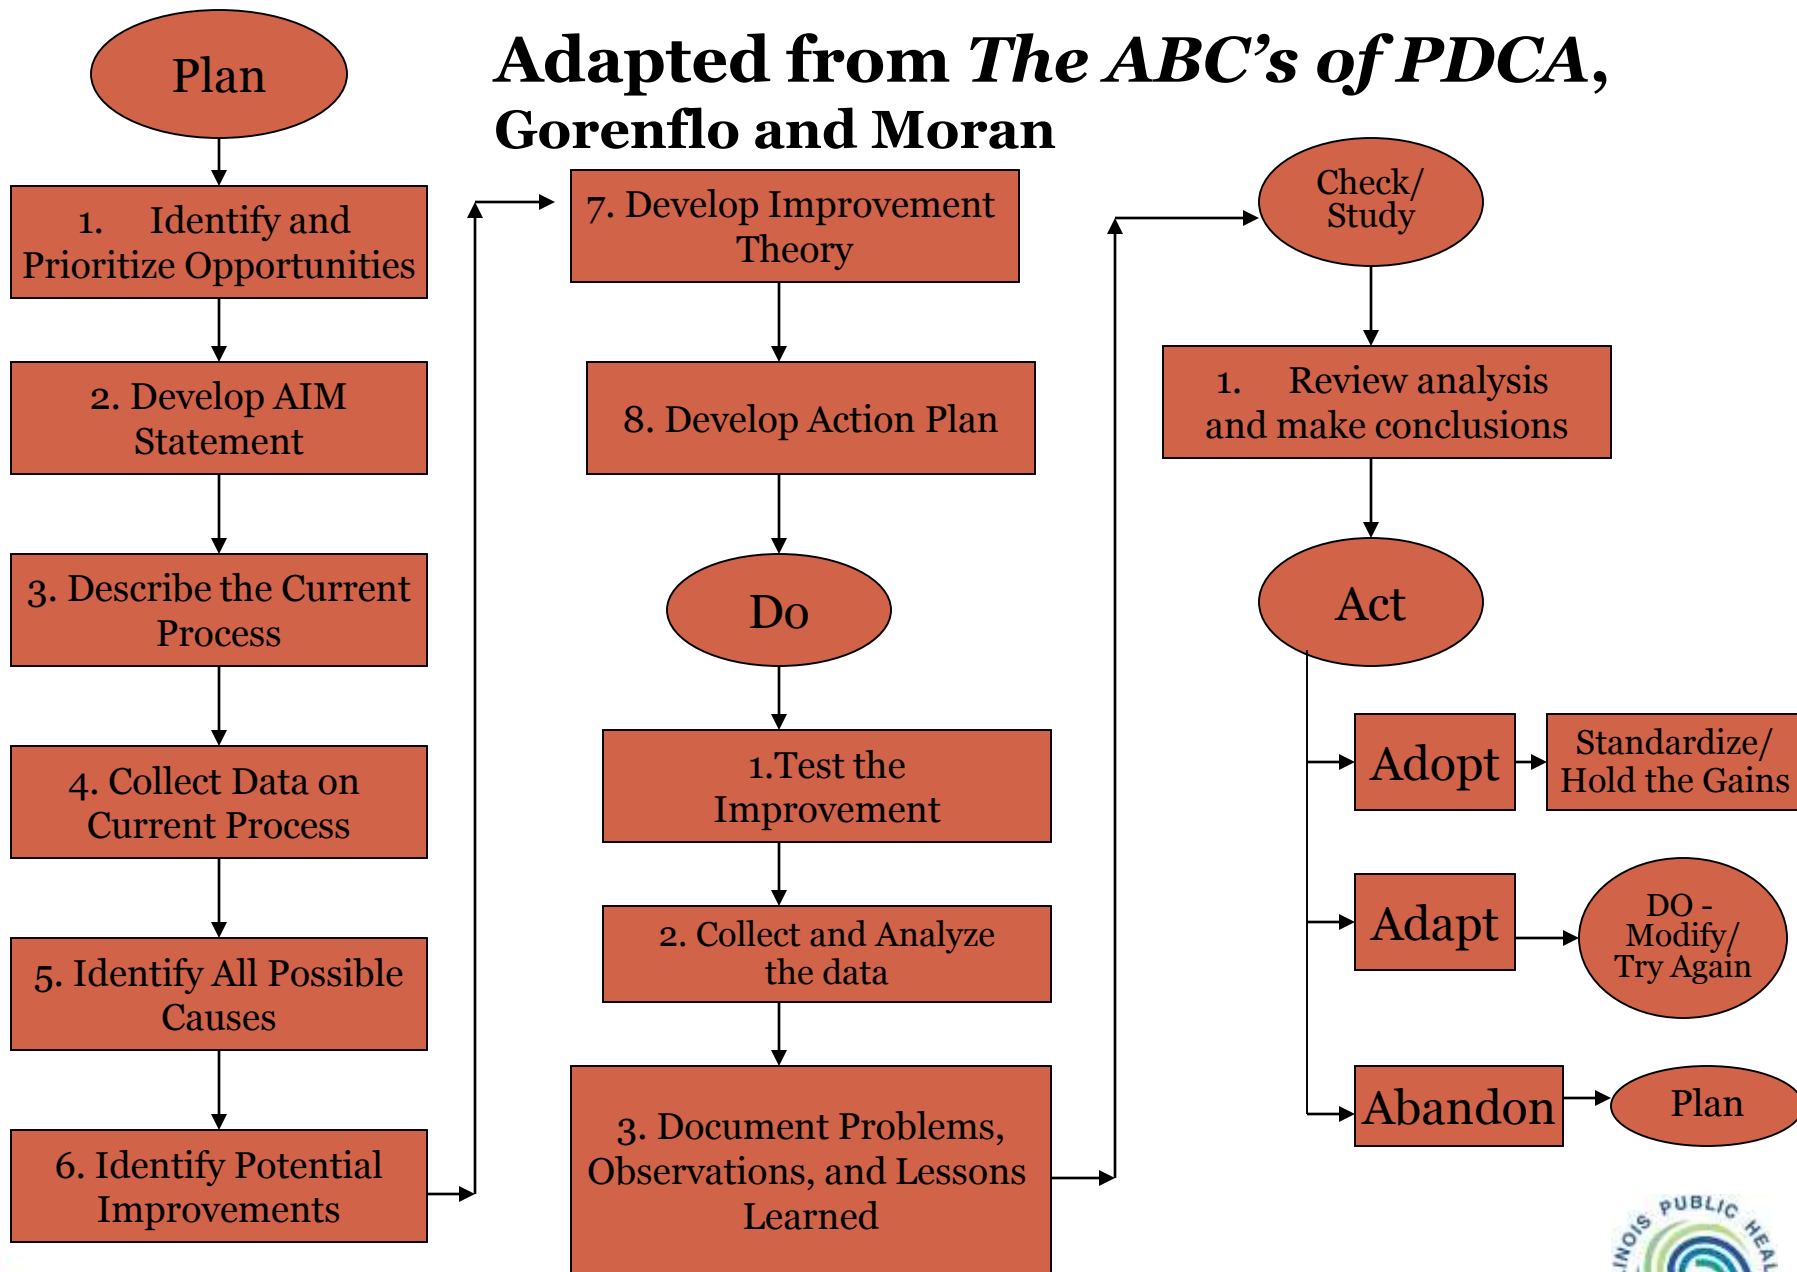 Adapted from The ABC’s of PDCA,
Gorenflo and Moran
Plan
1. Identify and
Prioritize Opportunities
2. Develop AIM
Statement
3. Describe the Current
Process
4. Collect Data on
Current Process
5. Identify All Possible
Causes
6. Identify Potential
Improvements
7. Develop Improvement
Theory
8. Develop Action Plan
Do
1.Test the
Improvement
2. Collect and Analyze
the data
3. Document Problems,
Observations, and Lessons
Learned
Check/
Study
1. Review analysis
and make conclusions
Act
Adopt
Standardize/
Hold the Gains
Adapt
DO -
Modify/
Try Again
Abandon
Plan
PUBLIC